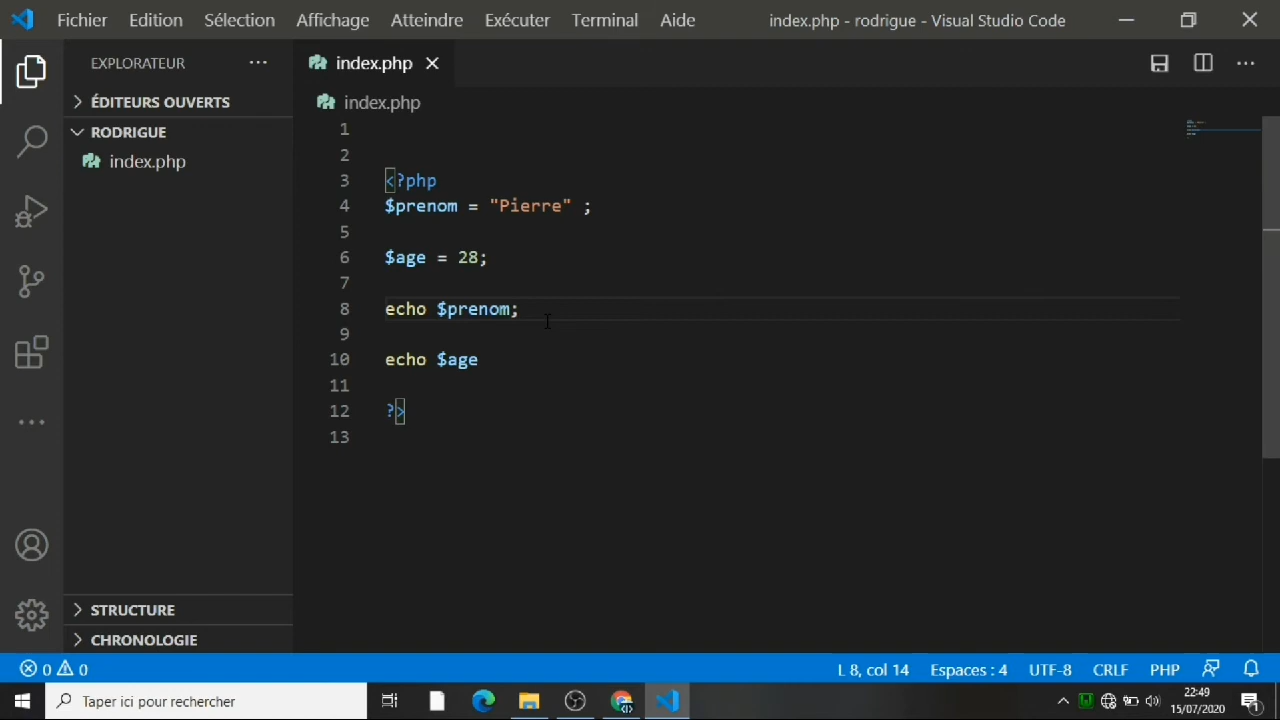 Fichier Edition Sélection Affichage Atteindre Exécuter Terminal Aide index.php - rodrigue - Visual Studio Code
EXPLORATEUR
index.php
ÉDITEURS OUVERTS
index.php
RODRIGUE
index.php
1
2
3 <?php
4 $prenom = "Pierre" ;
5
6 $age = 28;
7
8 echo $prenom;
9
10 echo $age
11
12 ?>
13
STRUCTURE
CHRONOLOGIE
0 0 L 8, col 14 Espaces : 4 UTF-8 CRLF PHP
Taper ici pour rechercher
22:49
15/07/2020
1